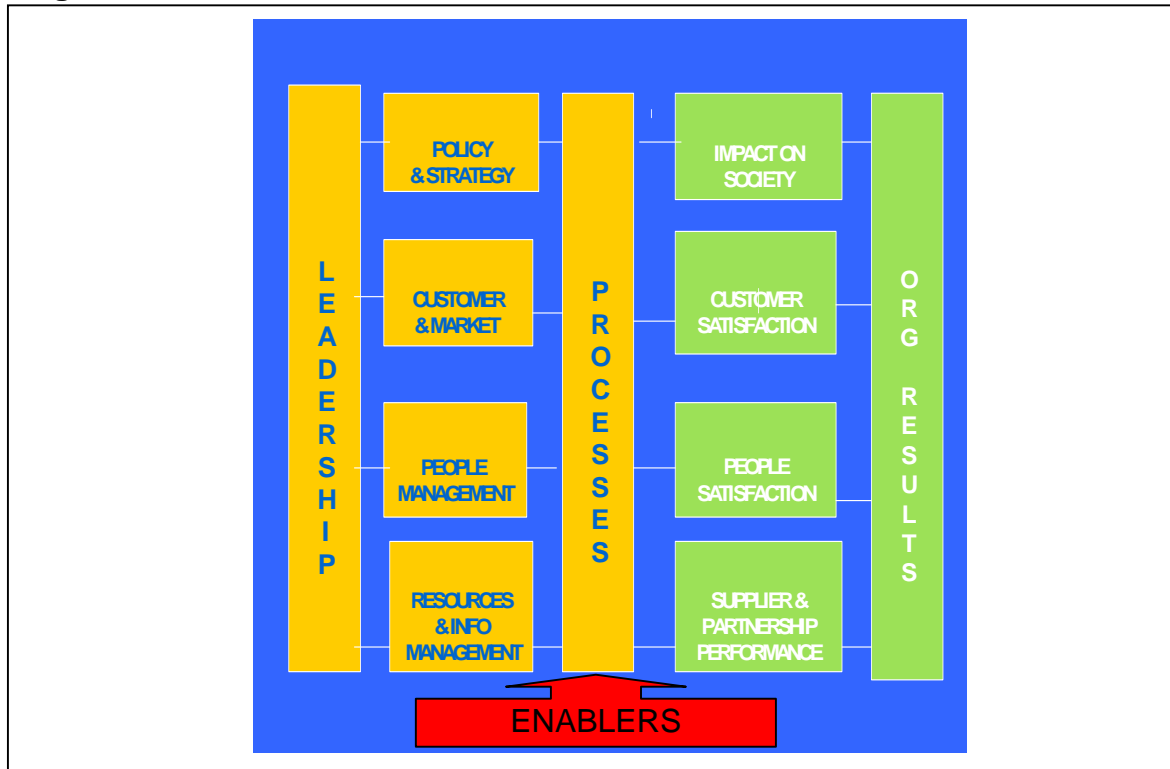 LEADERSHIP
POLICY
& STRATEGY
CUSTOMER
& MARKET
PEOPLE
MANAGEMENT
RESOURCES
& INFO
MANAGEMENT
PROCESSES
IMPACT ON
SOCIETY
CUSTOMER
SATISFACTION
PEOPLE
SATISFACTION
SUPPLIER &
PARTNERSHIP
PERFORMANCE
ORG RESULTS
ENABLERS